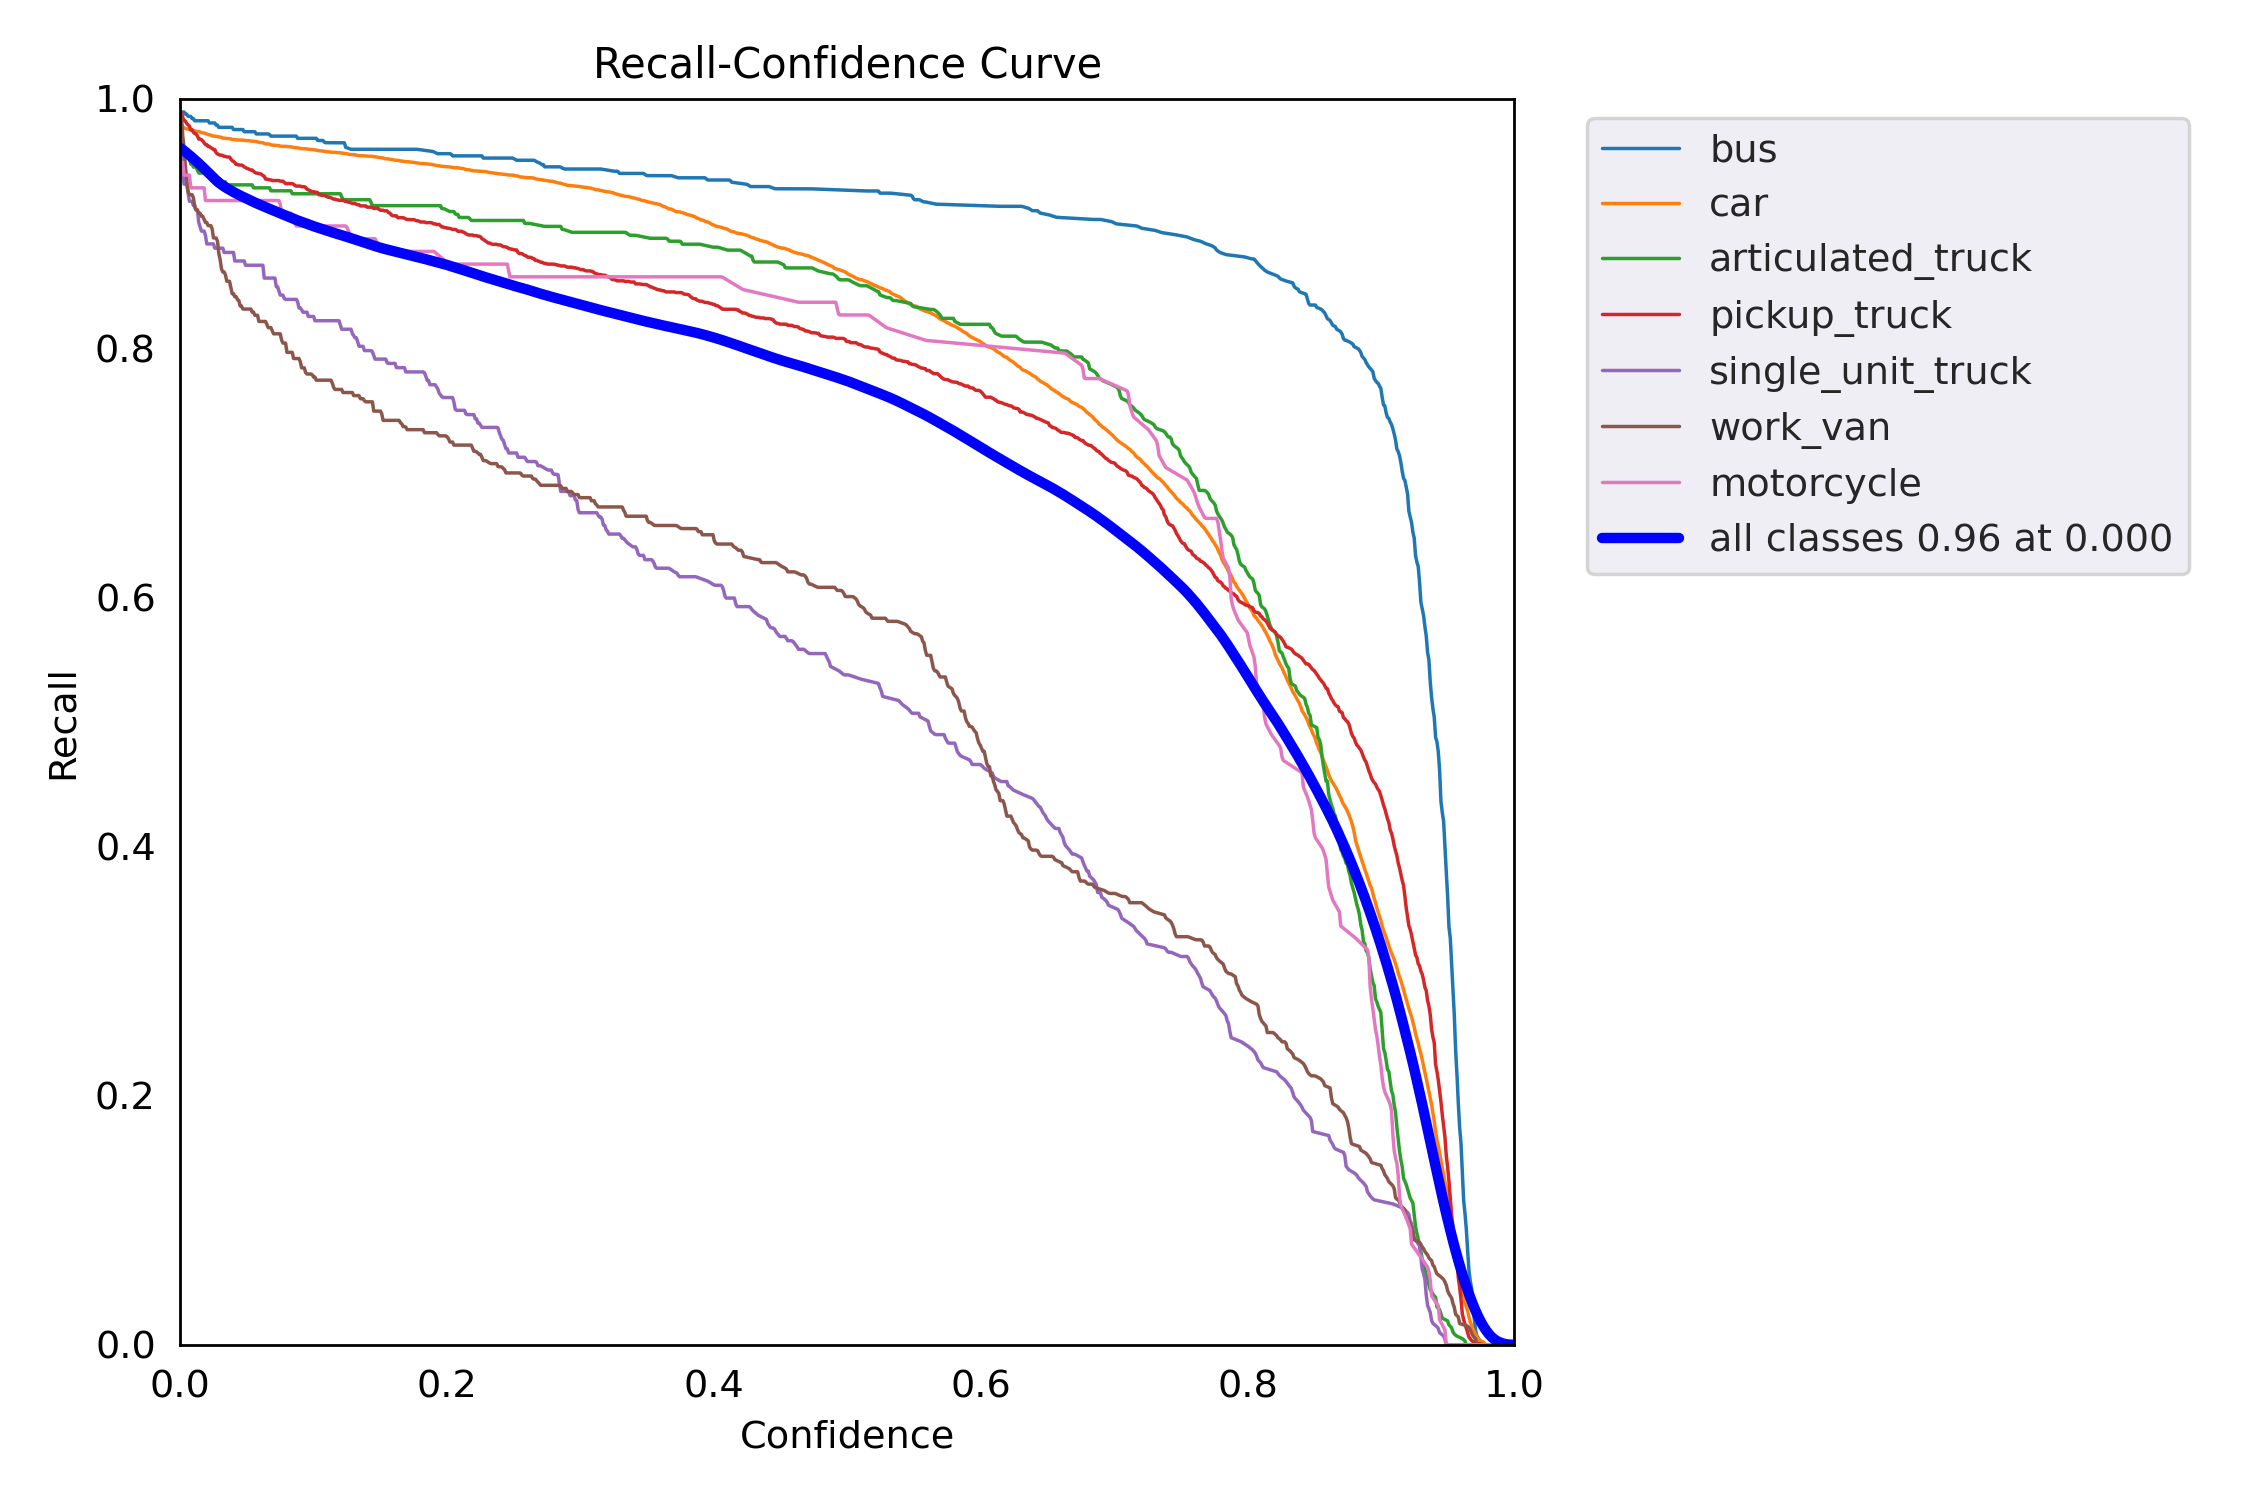 Recall-Confidence Curve
1.0
0.8
0.6
0.4
0.2
0.0
Recall
0.0 0.2 0.4 0.6 0.8 1.0
Confidence
bus
car
articulated_truck
pickup_truck
single_unit_truck
work_van
motorcycle
all classes 0.96 at 0.000